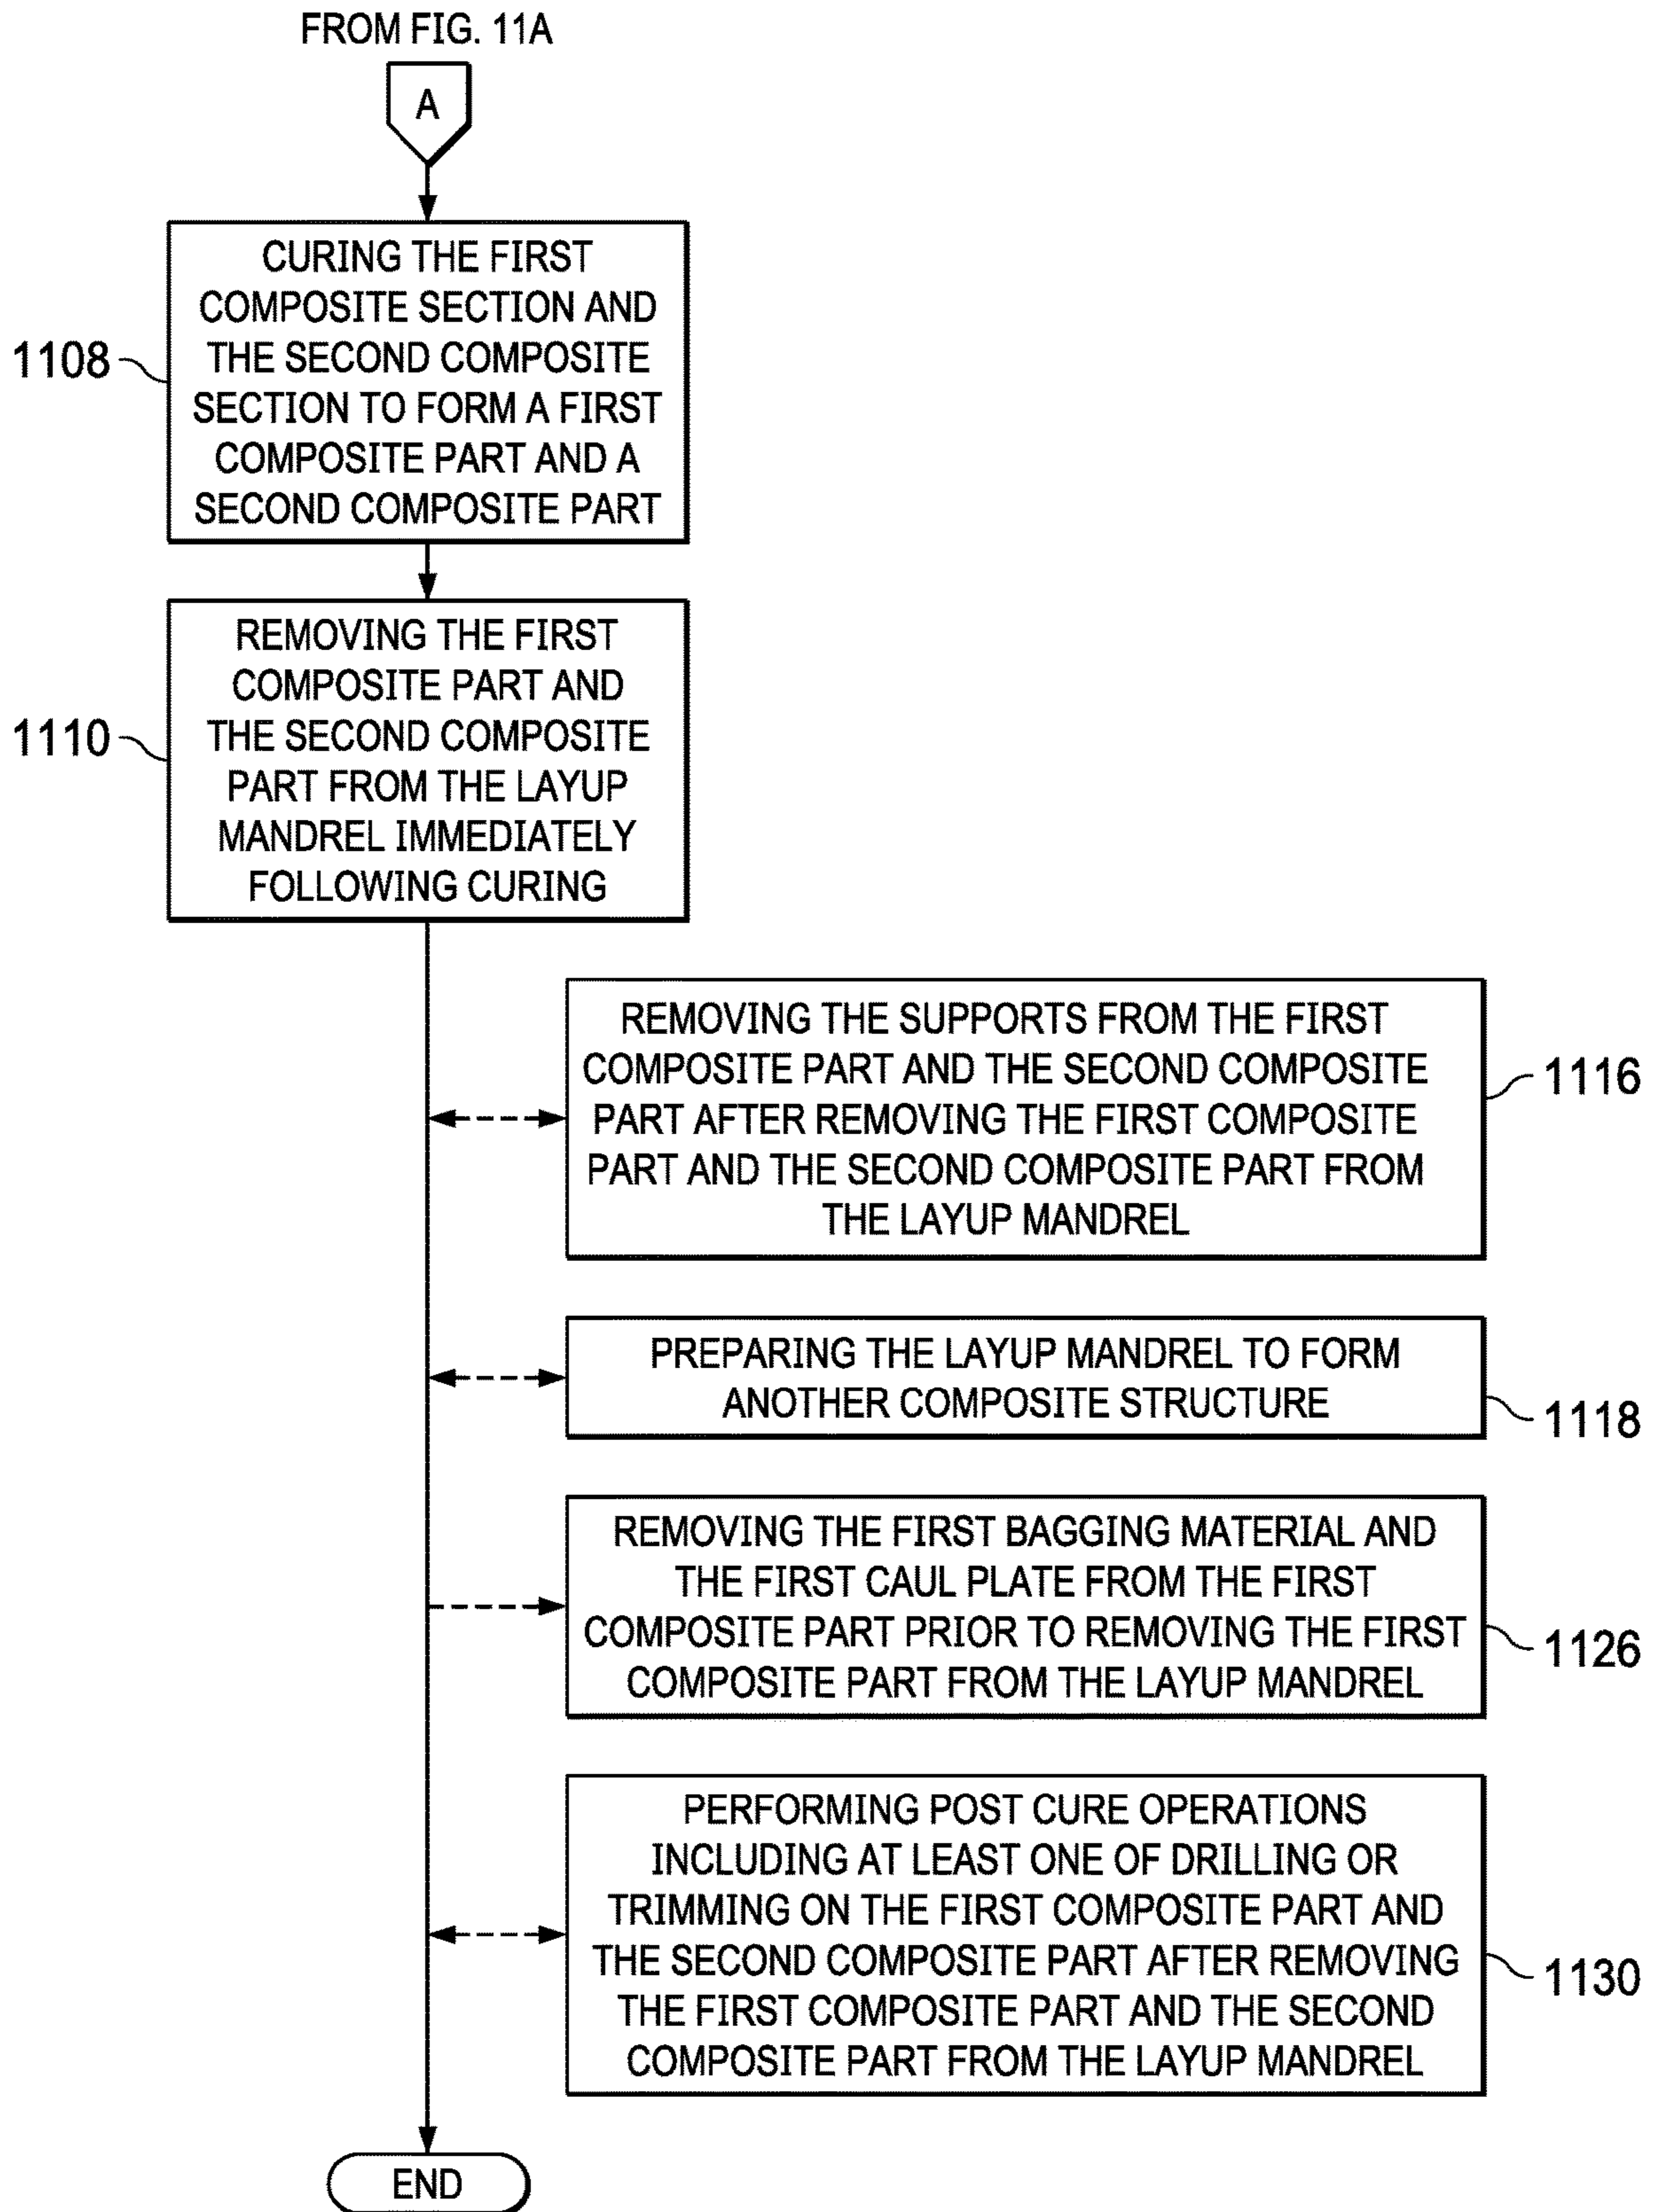 FROM FIG. 11A
A
CURING THE FIRST
COMPOSITE SECTION AND
THE SECOND COMPOSITE
SECTION TO FORM A FIRST
COMPOSITE PART AND A
SECOND COMPOSITE PART
1108
REMOVING THE FIRST
COMPOSITE PART AND
THE SECOND COMPOSITE
PART FROM THE LAYUP
MANDREL IMMEDIATELY
FOLLOWING CURING
1110
REMOVING THE SUPPORTS FROM THE FIRST
COMPOSITE PART AND THE SECOND COMPOSITE
PART AFTER REMOVING THE FIRST COMPOSITE
PART AND THE SECOND COMPOSITE PART FROM
THE LAYUP MANDREL
1116
PREPARING THE LAYUP MANDREL TO FORM
ANOTHER COMPOSITE STRUCTURE
1118
REMOVING THE FIRST BAGGING MATERIAL AND
THE FIRST CAUL PLATE FROM THE FIRST
COMPOSITE PART PRIOR TO REMOVING THE FIRST
COMPOSITE PART FROM THE LAYUP MANDREL
1126
PERFORMING POST CURE OPERATIONS
INCLUDING AT LEAST ONE OF DRILLING OR
TRIMMING ON THE FIRST COMPOSITE PART AND
THE SECOND COMPOSITE PART AFTER REMOVING
THE FIRST COMPOSITE PART AND THE SECOND
COMPOSITE PART FROM THE LAYUP MANDREL
1130
END